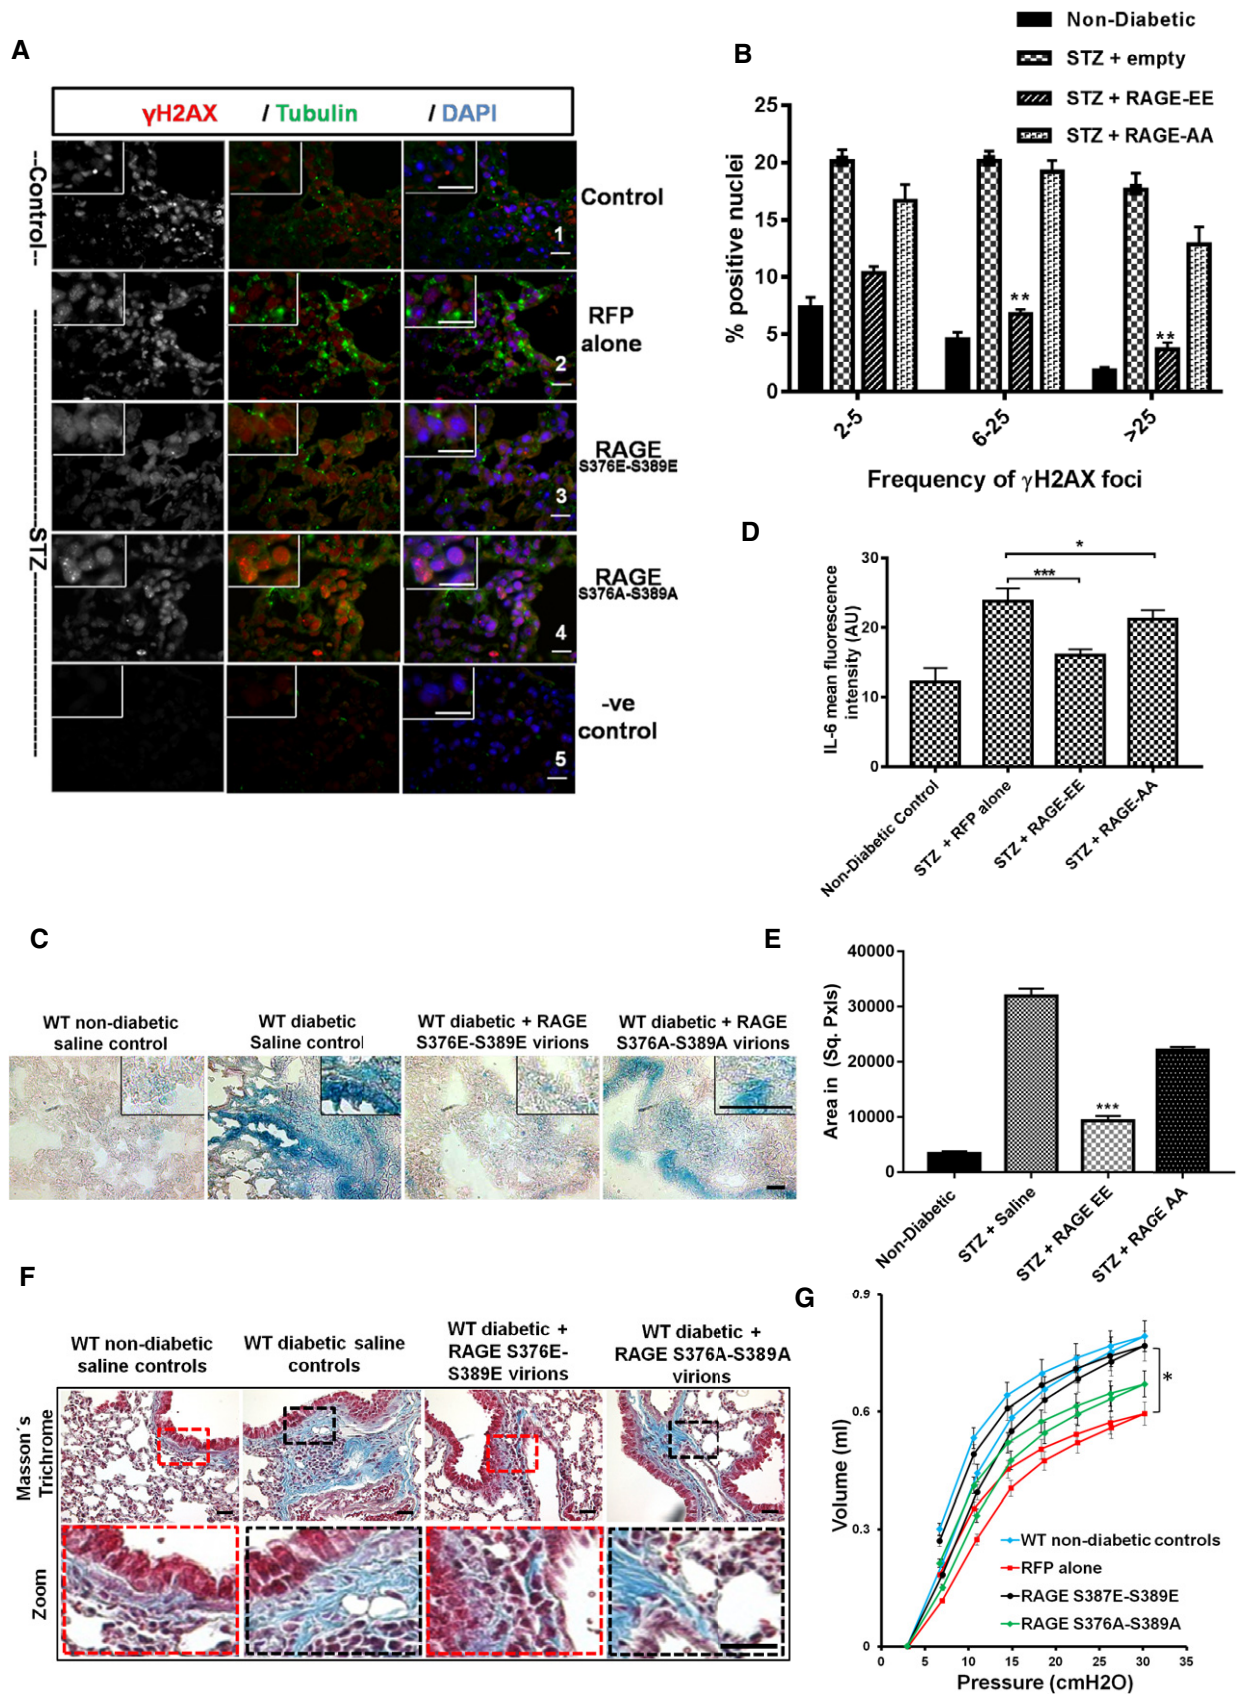 A
γH2AX / Tubulin / DAPI
--Control--
Control
1
RFP
alone
2
RAGE
S376E-S389E
3
STZ
RAGE
S376A-S389A
4
-ve
control
5
B
Non-Diabetic
STZ + empty
STZ + RAGE-EE
STZ + RAGE-AA
% positive nuclei
25
20
15
10
5
0
**
**
2-5
6-25
>25
Frequency of γH2AX foci
D
IL-6 mean fluorescence
intensity (AU)
30
20
10
0
*
***
Non-Diabetic Control
STZ + RFP alone
STZ + RAGE-EE
STZ + RAGE-AA
C
WT non-diabetic
saline control
WT diabetic
Saline control
WT diabetic + RAGE
S376E-S389E virions
WT diabetic + RAGE
S376A-S389A virions
E
Area in (Sq. Pxls)
40000
30000
20000
10000
0
***
Non-Diabetic
STZ + Saline
STZ + RAGE EE
STZ + RAGE AA
F
WT non-diabetic
saline controls
WT diabetic saline
controls
WT diabetic +
RAGE S376E-
S389E virions
WT diabetic +
RAGE S376A-S389A
virions
Masson´s
Trichrome
Zoom
G
Volume (ml)
0.9
0.6
0.3
0
*
WT non-diabetic controls
RFP alone
RAGE S387E-S389E
RAGE S376A-S389A
0 5 10 15 20 25 30 35
Pressure (cmH2O)